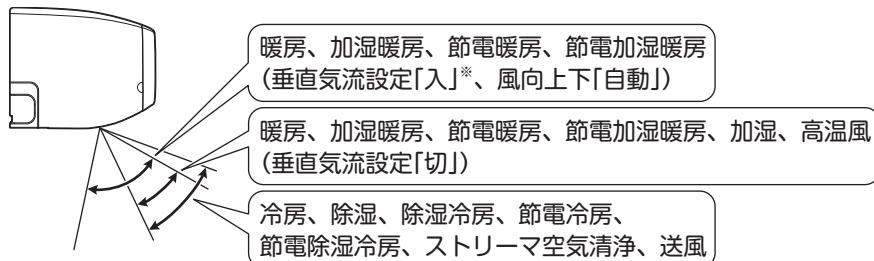 暖房、加湿暖房、節電暖房、節電加湿暖房
(垂直気流設定「入」※、風向上下「自動」)
暖房、加湿暖房、節電暖房、節電加湿暖房、加湿、高温風
(垂直気流設定「切」)
冷房、除湿、除湿冷房、節電冷房、
節電除湿冷房、ストリーマ空気清浄、送風